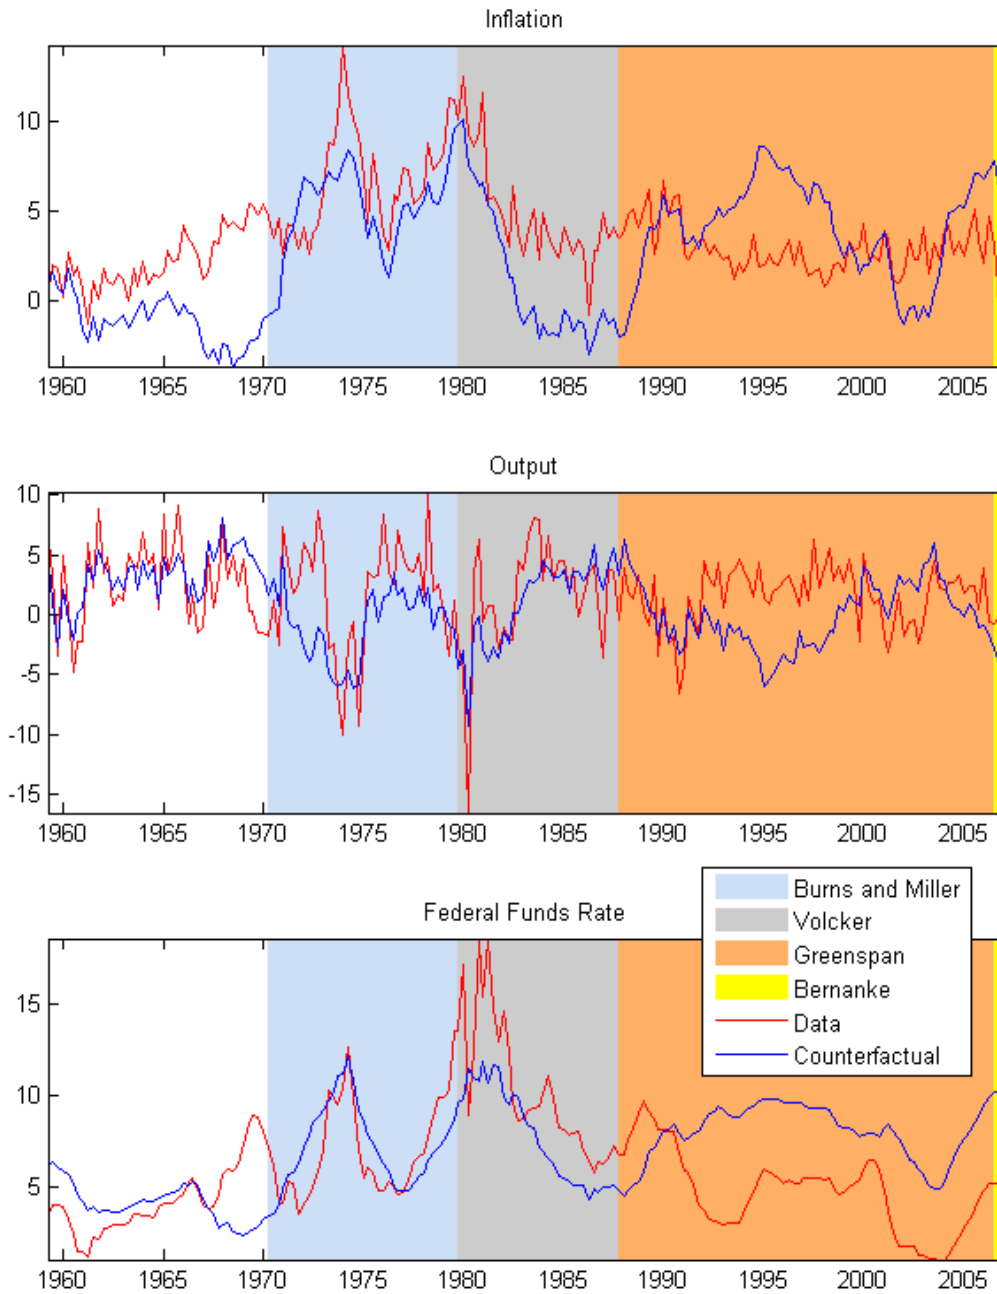 Inflation
10
5
0
1960 1965 1970 1975 1980 1985 1990 1995 2000 2005
Output
10
5
0
-5
-10
-15
1960 1965 1970 1975 1980 1985 1990 1995 2000 2005
Federal Funds Rate
15
10
5
Burns and Miller
Volcker
Greenspan
Bernanke
Data
Counterfactual
1960 1965 1970 1975 1980 1985 1990 1995 2000 2005